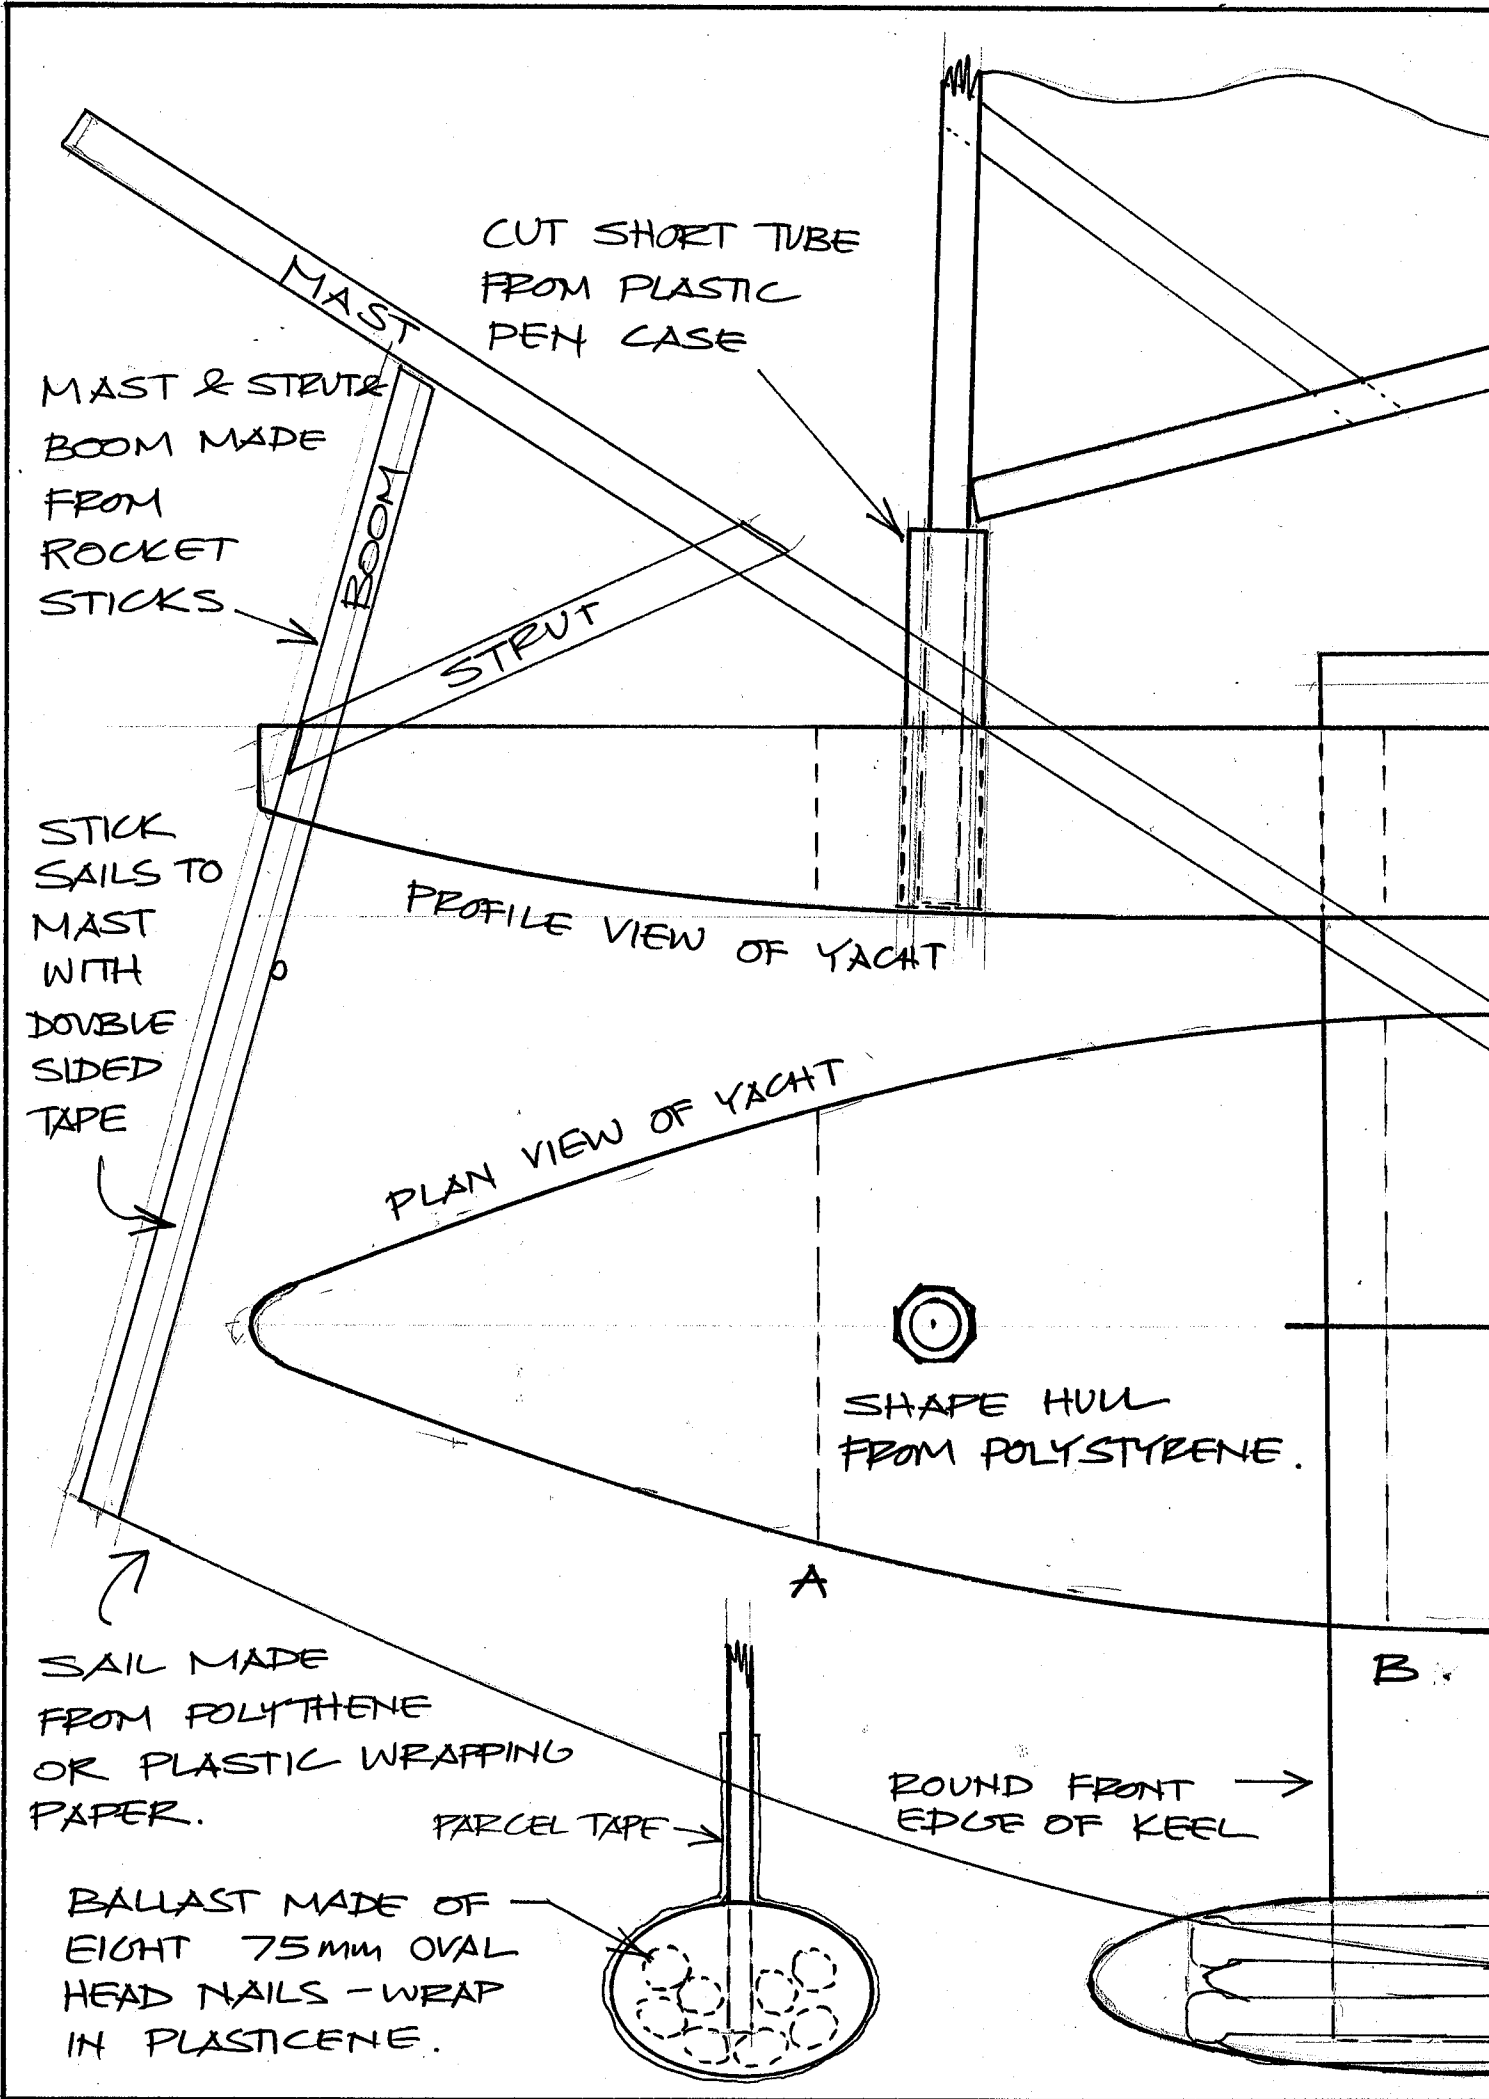 CUT SHORT TUBE
FROM PLASTIC
PEN CASE
MAST
MAST & STRUT &
BOOM MADE
FROM
ROCKET
STICKS
BOOM
STRUT
STICK
SAILS TO
MAST
WITH
DOUBLE
SIDED
TAPE
PROFILE VIEW OF YACHT
PLAN VIEW OF YACHT
SHAPE HULL
FROM POLYSTYRENE.
A
B
SAIL MADE
FROM POLYTHENE
OR PLASTIC WRAPPING
PAPER.
PARCEL TAPE
ROUND FRONT
EDGE OF KEEL
BALLAST MADE OF
EIGHT 75mm OVAL
HEAD NAILS - WRAP
IN PLASTICENE.